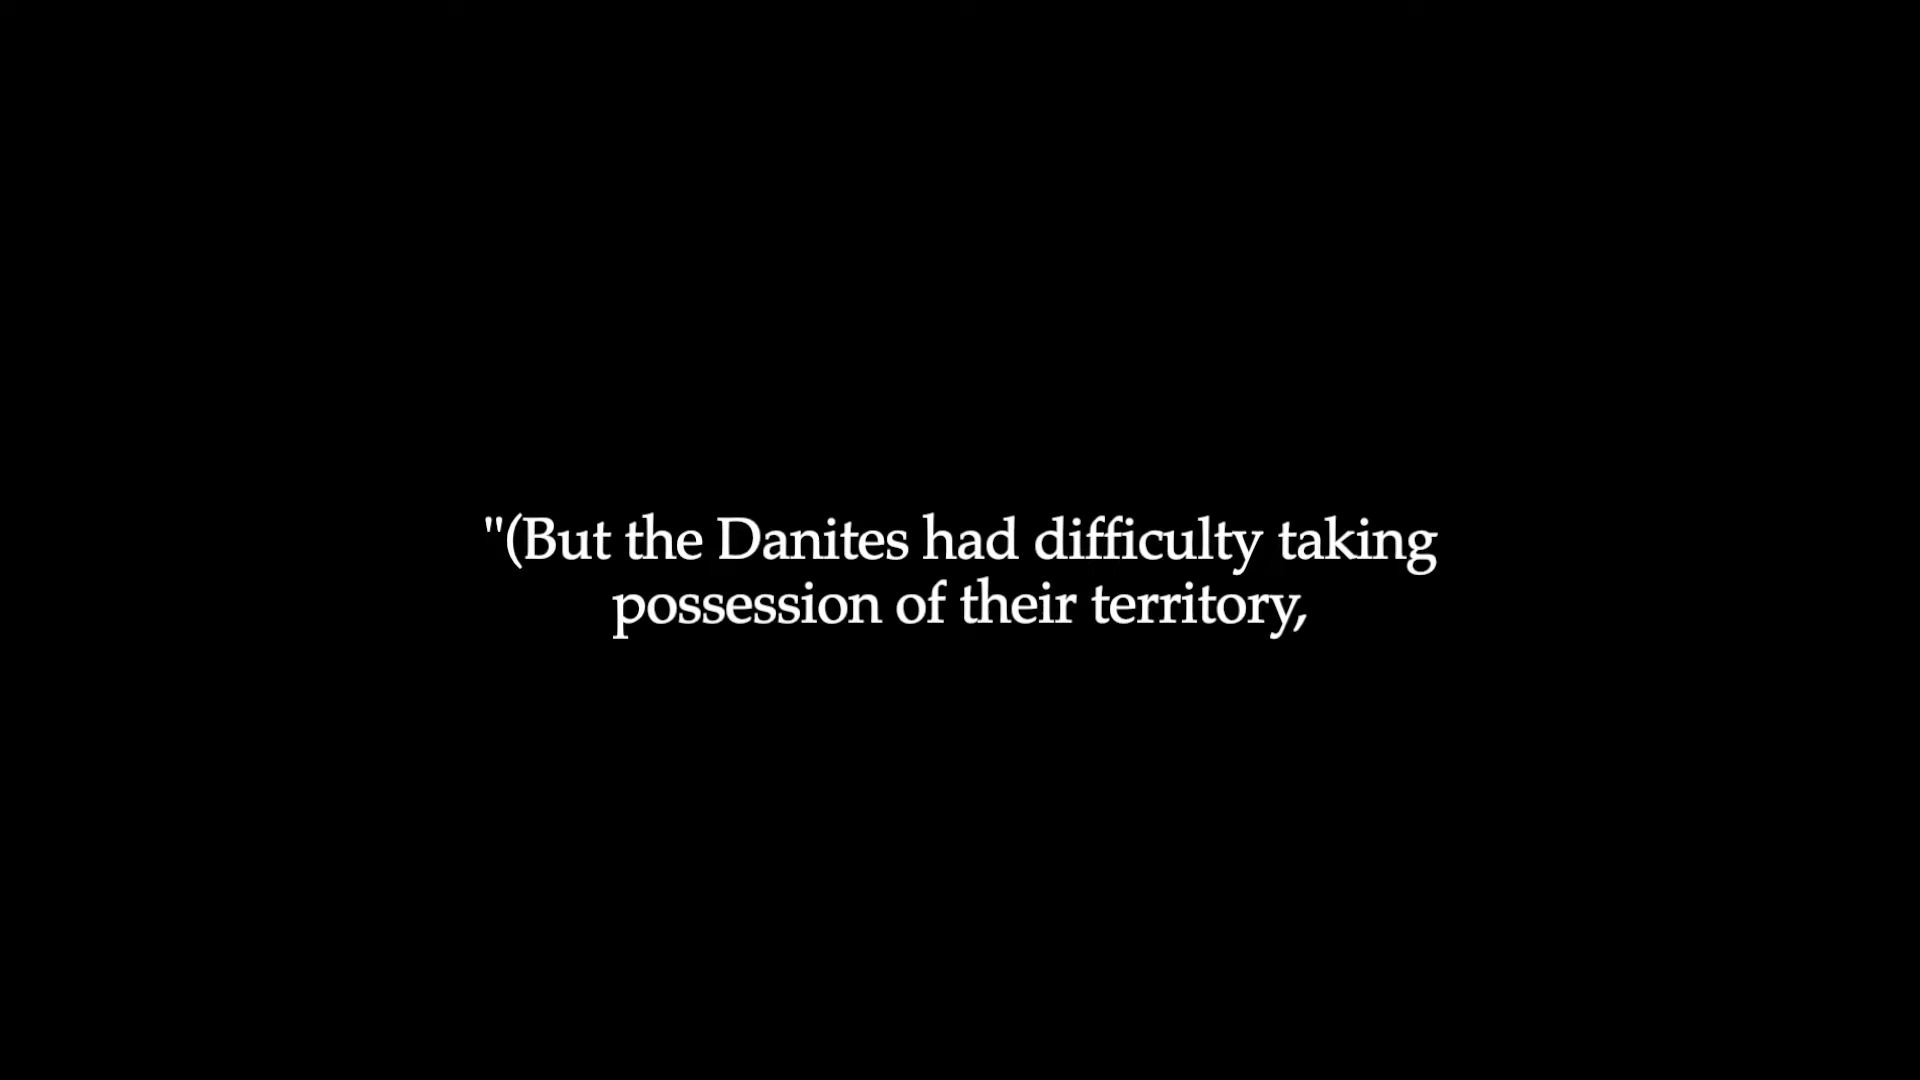 "(But the Danites had difficulty taking
possession of their territory,